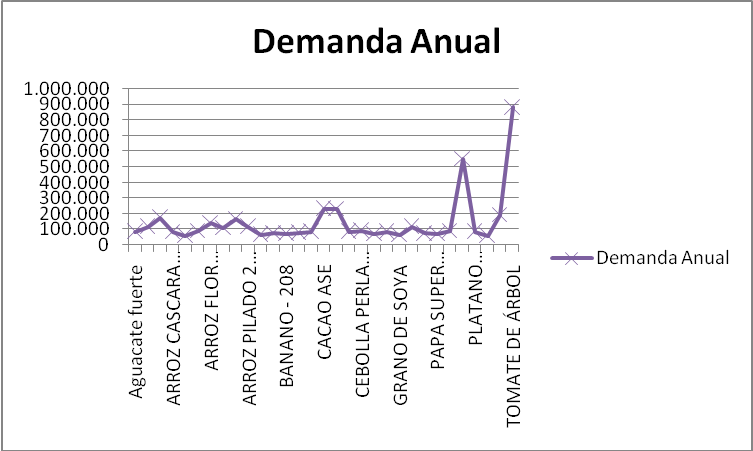 Demanda Anual
1.000.000
900.000
800.000
700.000
600.000
500.000
400.000
300.000
200.000
100.000
0
Aguacate fuerte
ARROZ CASCARA ...
ARROZ FLOR ...
ARROZ PILADO 2 ...
BANANO - 208
CACAO ASE
CEBOLLA PERLA ...
GRANO DE SOYA
PAPA SUPER ...
PLATANO ...
TOMATE DE ÁRBOL
Demanda Anual